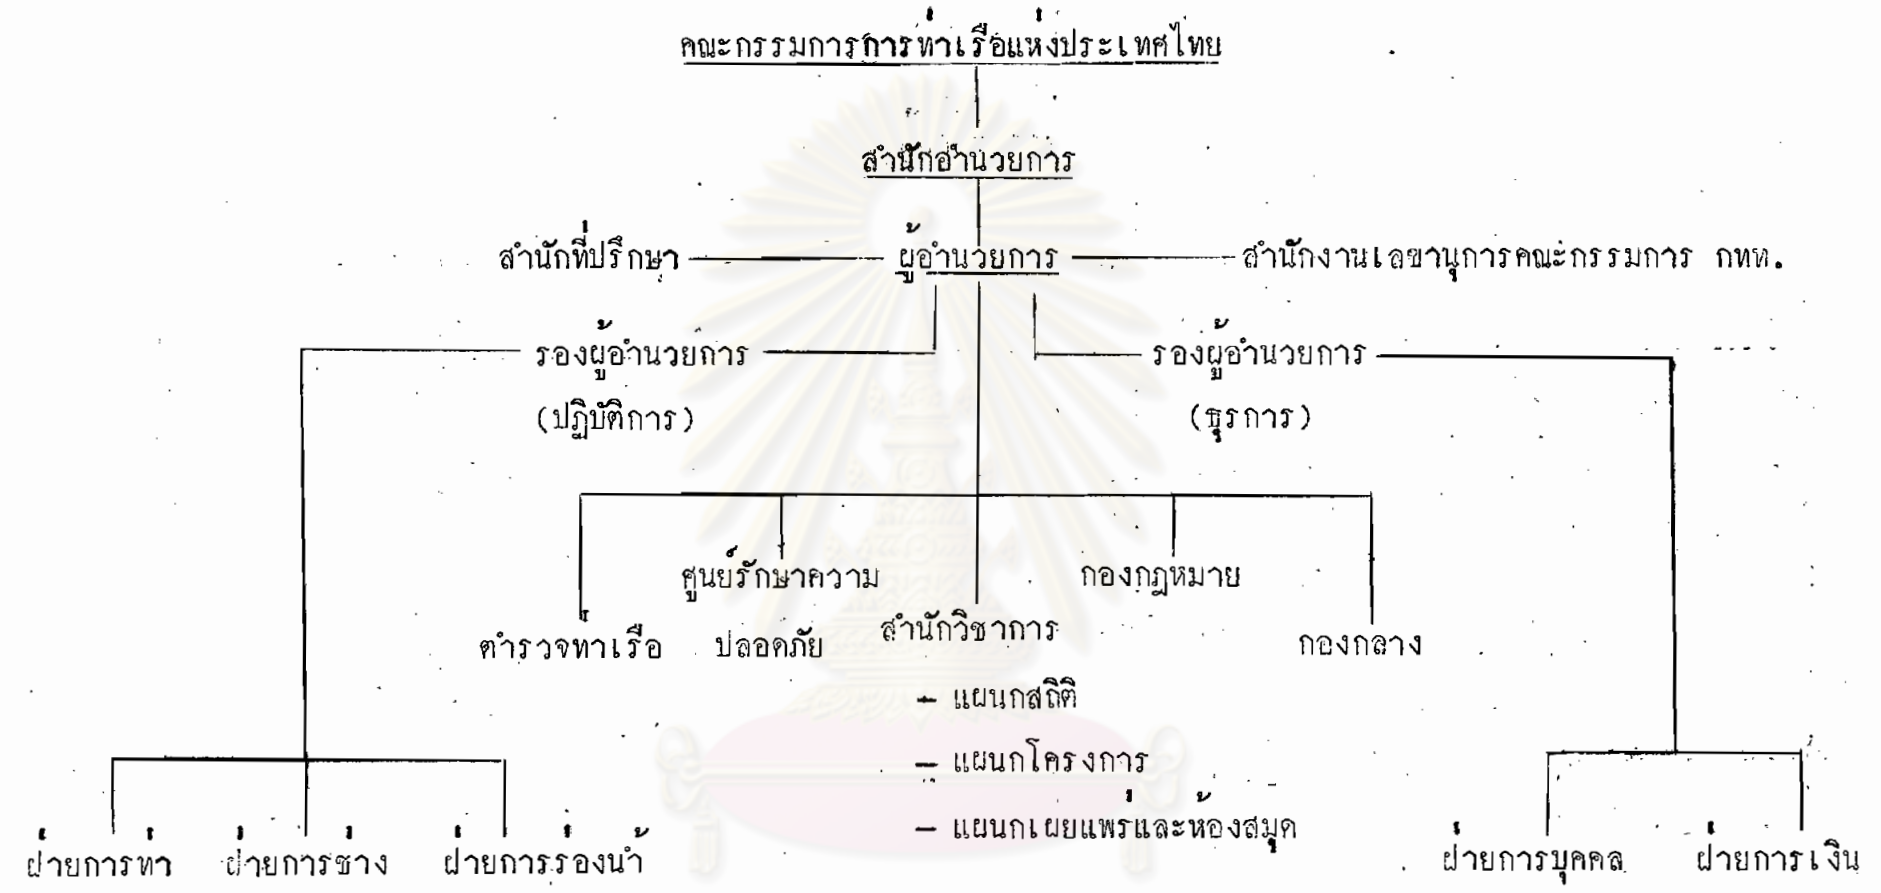 คณะกรรมการการท่าเรือแห่งประเทศไทย
สำนักอำนวยการ
สำนักที่ปรึกษา ผู้อำนวยการ สำนักงานเลขานุการคณะกรรมการ กทท.
รองผู้อำนวยการ รองผู้อำนวยการ
(ปฏิบัติการ) (ธุรการ)
ศูนย์รักษาความ กองกฎหมาย
ตำรวจท่าเรือ ปลอดภัย สำนักวิชาการ กองกลาง
- แผนกสถิติ
- แผนกโครงการ
- แผนกเผยแพร่และห้องสมุด
ฝ่ายการท่า ฝ่ายการช่าง ฝ่ายการร่องน้ำ ฝ่ายการบุคคล ฝ่ายการเงิน